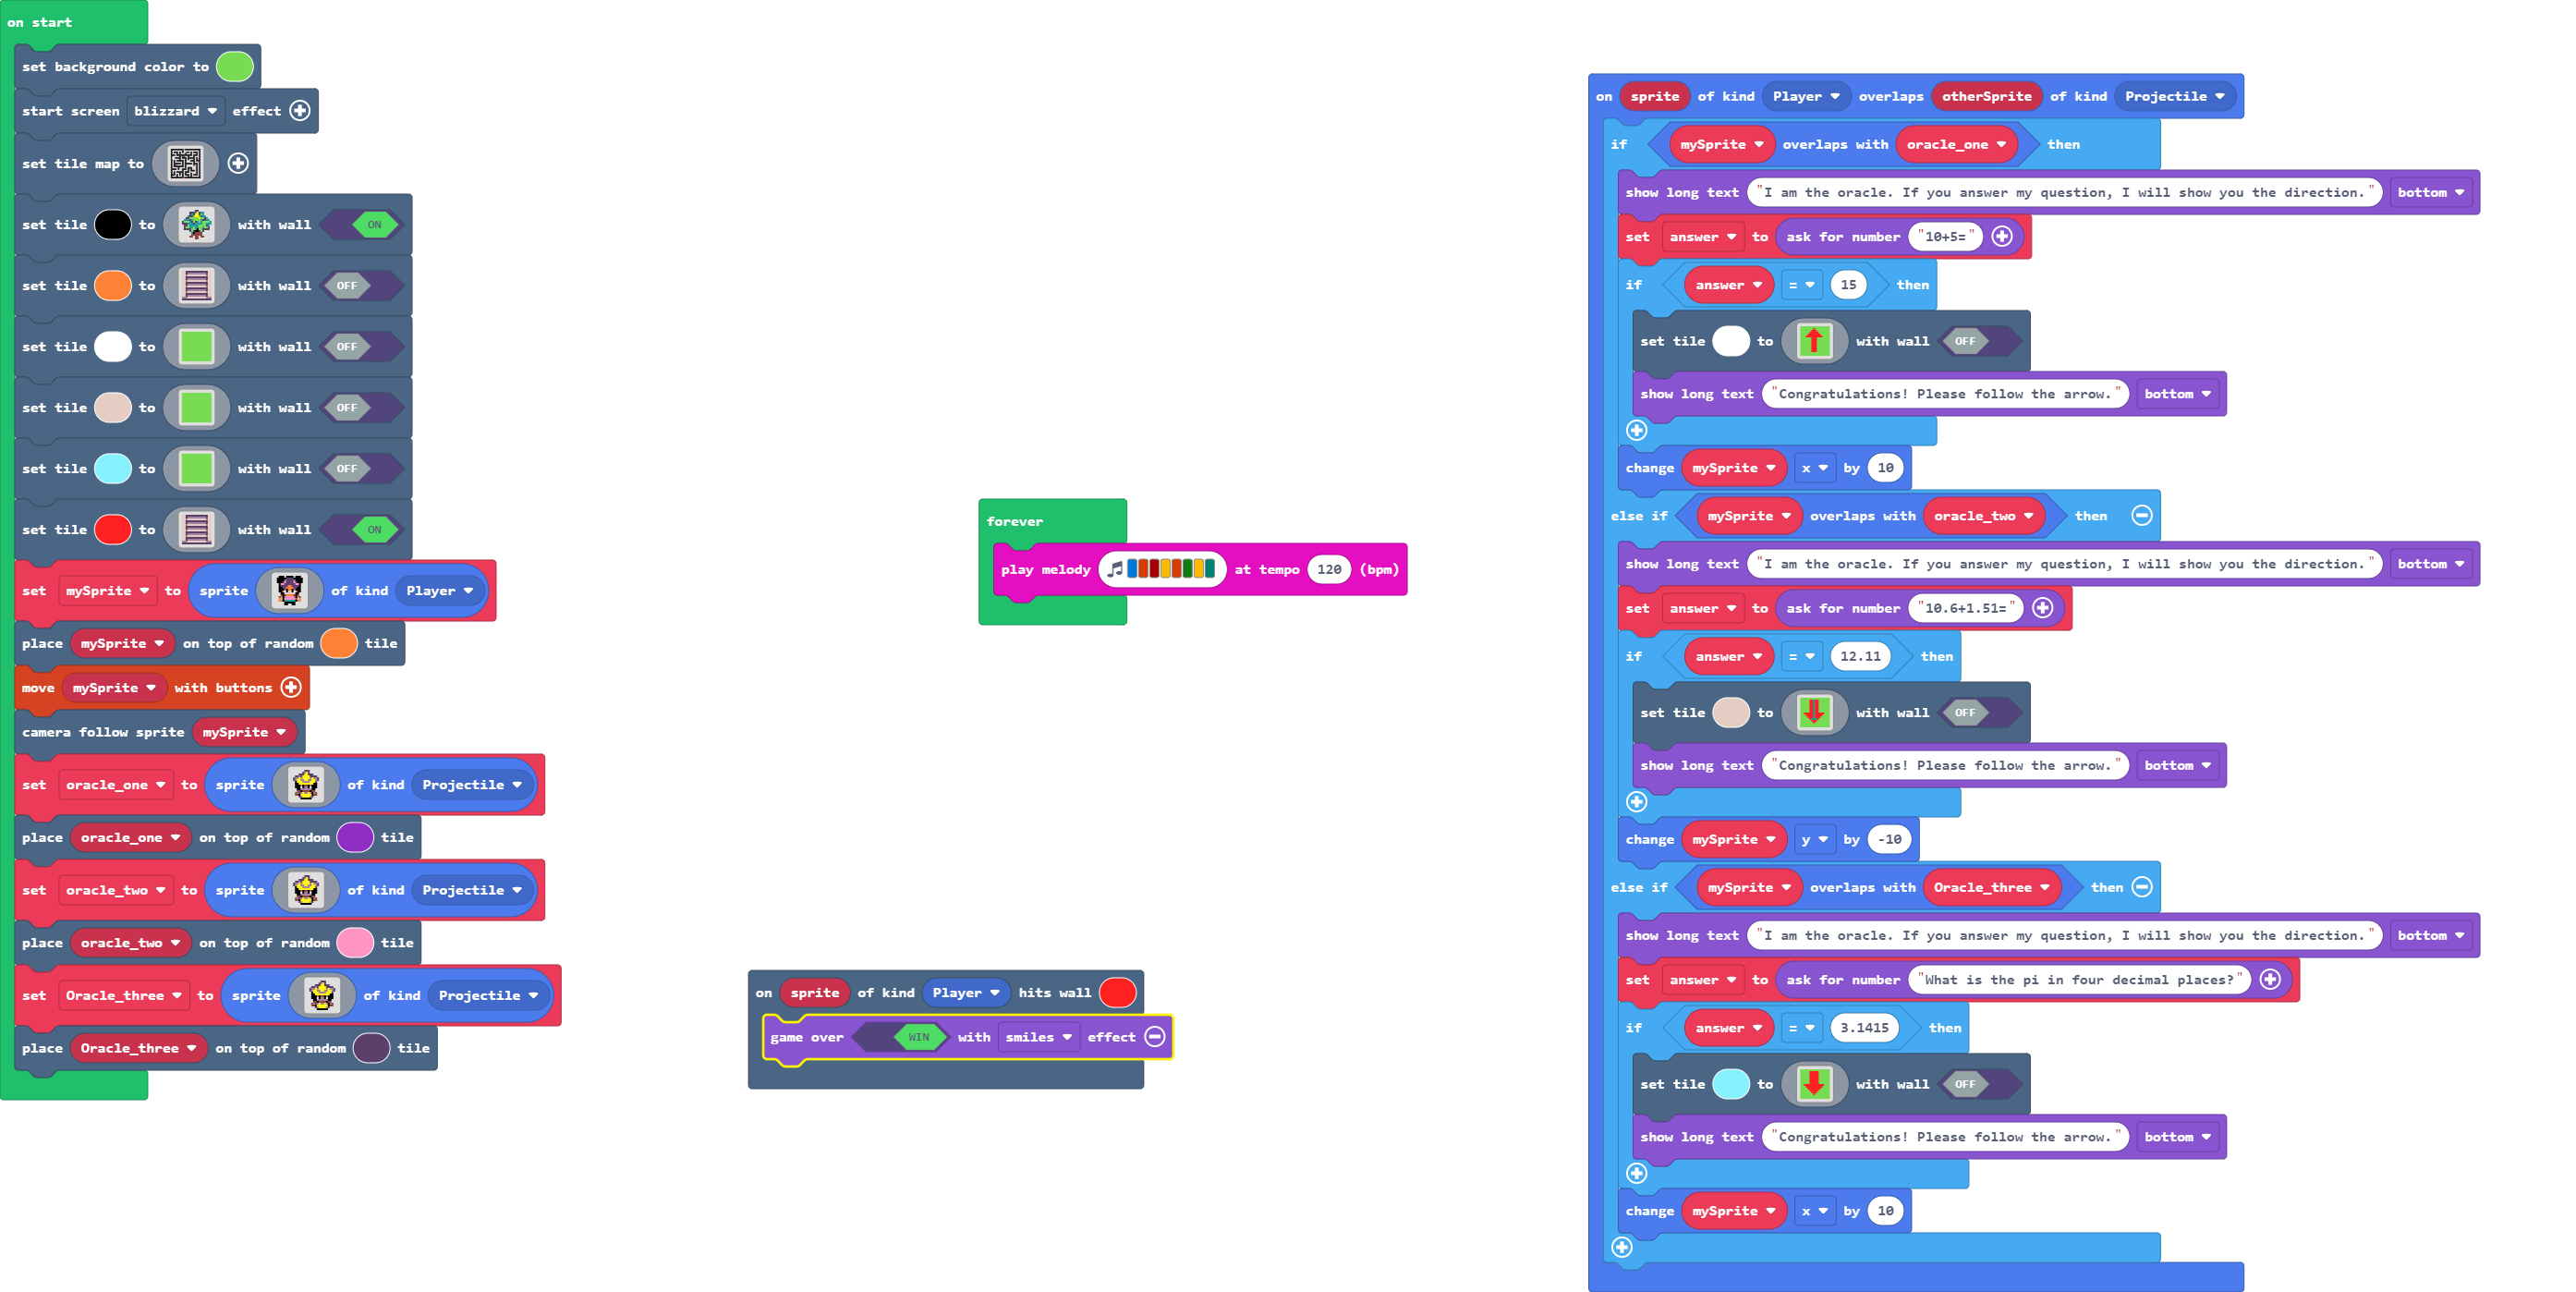 on start
set background color to
start screen blizzard effect
set tile map to
set tile to with wall ON
set tile to with wall OFF
set tile to with wall OFF
set tile to with wall OFF
set tile to with wall OFF
set tile to with wall ON
set mySprite to sprite of kind Player
place mySprite on top of random tile
move mySprite with buttons
camera follow sprite mySprite
set oracle_one to sprite of kind Projectile
place oracle_one on top of random tile
set oracle_two to sprite of kind Projectile
place oracle_two on top of random tile
set Oracle_three to sprite of kind Projectile
place Oracle_three on top of random tile
forever
play melody at tempo 120 (bpm)
on sprite of kind Player hits wall
game over WIN with smiles effect
on sprite of kind Player overlaps otherSprite of kind Projectile
if mySprite overlaps with oracle_one then
show long text "I am the oracle. If you answer my question, I will show you the direction." bottom
set answer to ask for number "10+5="
if answer = 15 then
set tile to with wall OFF
show long text "Congratulations! Please follow the arrow." bottom
change mySprite x by 10
else if mySprite overlaps with oracle_two then
show long text "I am the oracle. If you answer my question, I will show you the direction." bottom
set answer to ask for number "10.6+1.51="
if answer = 12.11 then
set tile to with wall OFF
show long text "Congratulations! Please follow the arrow." bottom
change mySprite y by -10
else if mySprite overlaps with Oracle_three then
show long text "I am the oracle. If you answer my question, I will show you the direction." bottom
set answer to ask for number "What is the pi in four decimal places?"
if answer = 3.1415 then
set tile to with wall OFF
show long text "Congratulations! Please follow the arrow." bottom
change mySprite x by 10